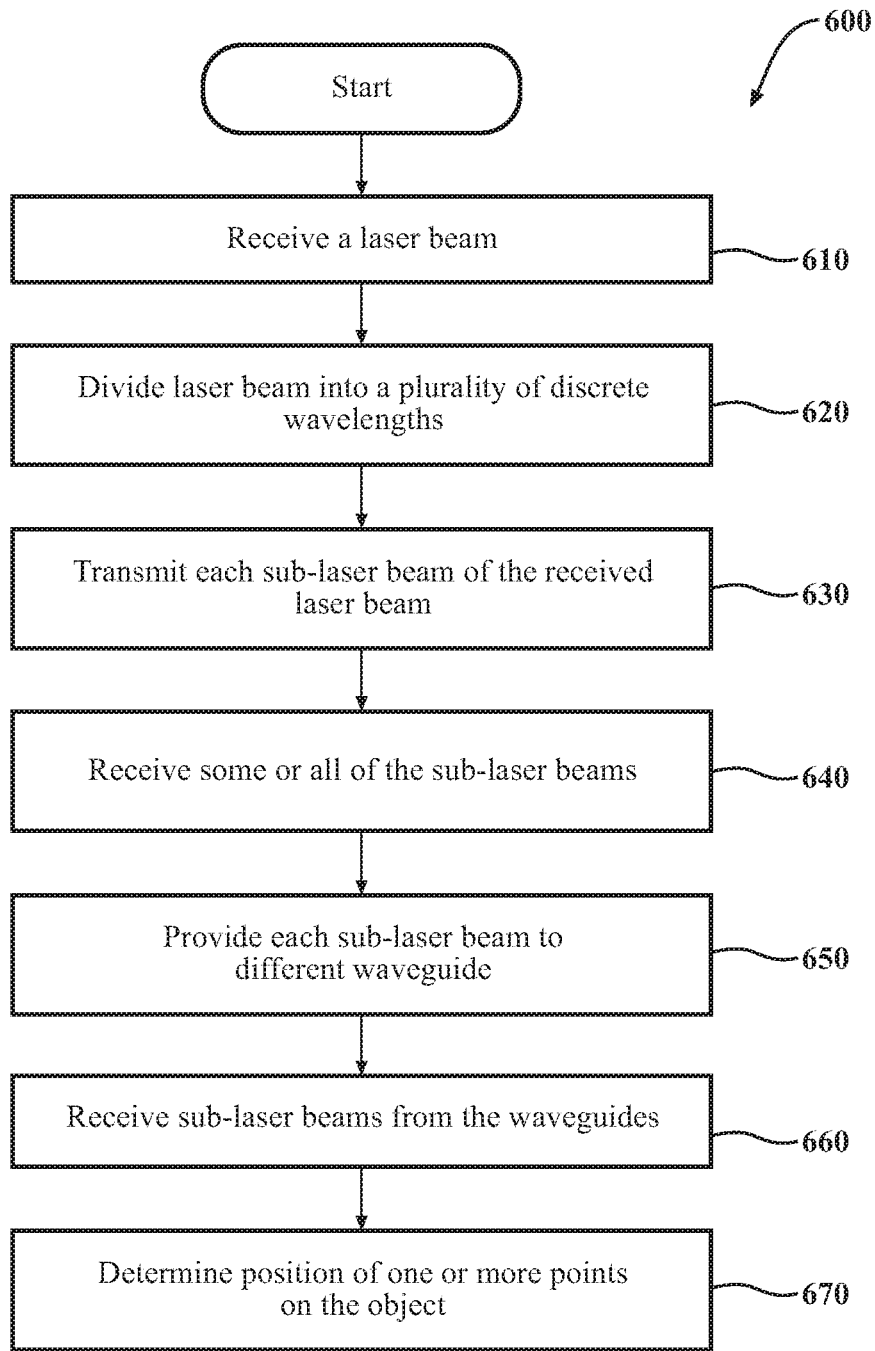 600
Start
Receive a laser beam
610
Divide laser beam into a plurality of discrete
wavelengths
620
Transmit each sub-laser beam of the received
laser beam
630
Receive some or all of the sub-laser beams
640
Provide each sub-laser beam to
different waveguide
650
Receive sub-laser beams from the waveguides
660
Determine position of one or more points
on the object
670